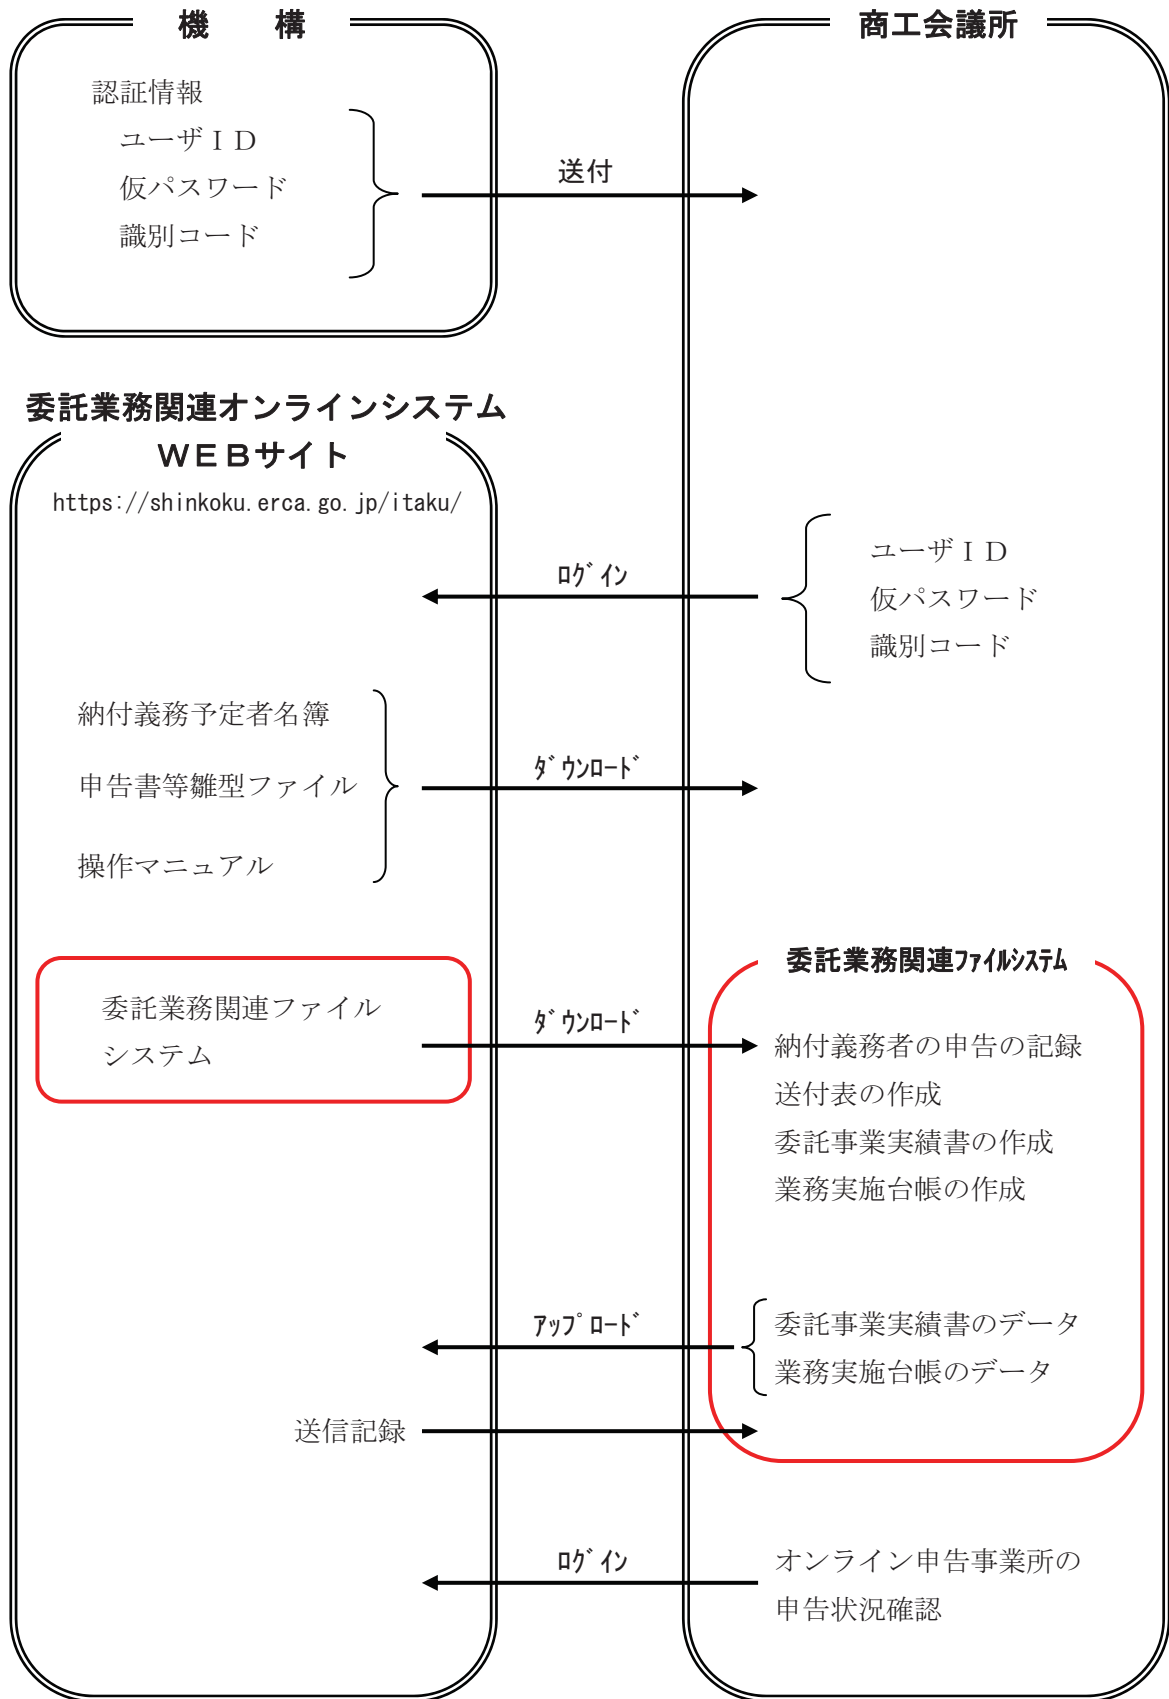 機　構
商工会議所
認証情報
ユーザＩＤ
仮パスワード
識別コード
送付
委託業務関連オンラインシステム
ＷＥＢサイト
https://shinkoku.erca.go.jp/itaku/
ﾛｸﾞｲﾝ
ユーザＩＤ
仮パスワード
識別コード
納付義務予定者名簿
申告書等雛型ファイル
操作マニュアル
ﾀﾞｳﾝﾛｰﾄﾞ
委託業務関連ファイル
システム
ﾀﾞｳﾝﾛｰﾄﾞ
委託業務関連ﾌｧｲﾙｼｽﾃﾑ
納付義務者の申告の記録
送付表の作成
委託事業実績書の作成
業務実施台帳の作成
ｱｯﾌﾟﾛｰﾄﾞ
委託事業実績書のデータ
業務実施台帳のデータ
送信記録
ﾛｸﾞｲﾝ
オンライン申告事業所の
申告状況確認